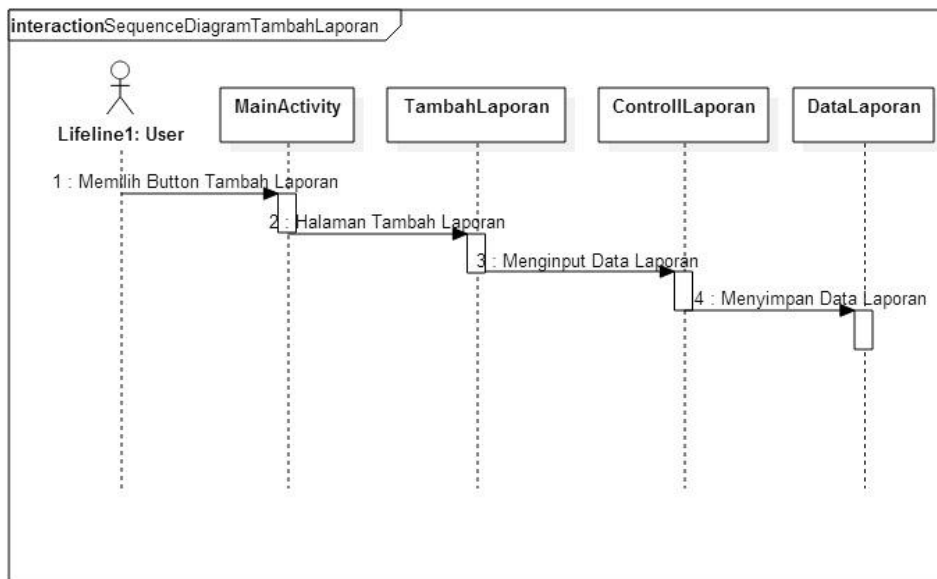 interactionSequenceDiagramTambahLaporan
Lifeline1: User
MainActivity
TambahLaporan
ControllLaporan
DataLaporan
1 : Memilih Button Tambah Laporan
2 : Halaman Tambah Laporan
3 : Menginput Data Laporan
4 : Menyimpan Data Laporan